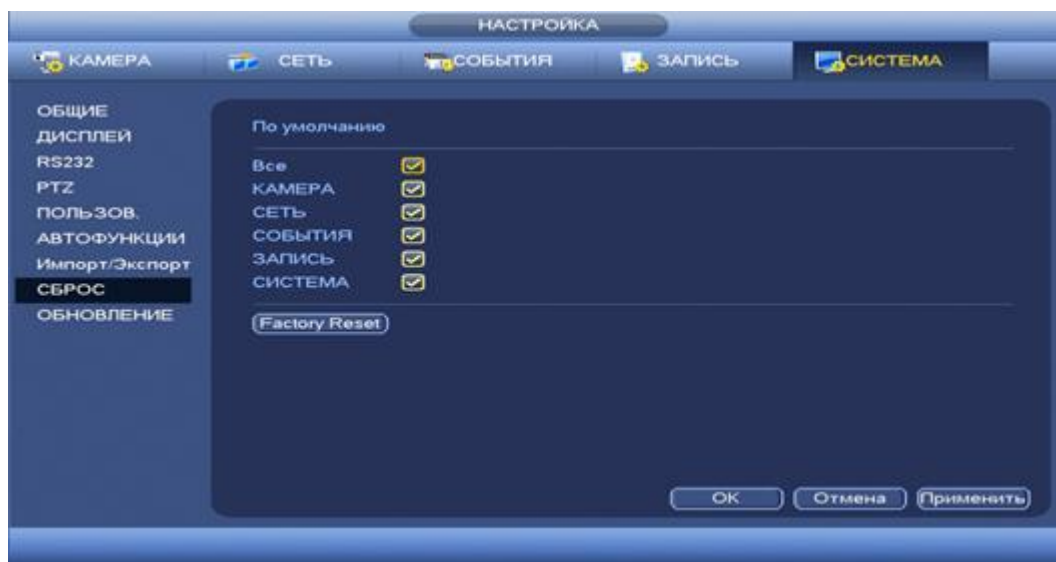 НАСТРОЙКА
КАМЕРА СЕТЬ СОБЫТИЯ ЗАПИСЬ СИСТЕМА
ОБЩИЕ
ДИСПЛЕЙ
RS232
PTZ
ПОЛЬЗОВ.
АВТОФУНКЦИИ
Импорт/Экспорт
СБРОС
ОБНОВЛЕНИЕ
По умолчанию
Все
КАМЕРА
СЕТЬ
СОБЫТИЯ
ЗАПИСЬ
СИСТЕМА
Factory Reset
ОК Отмена Применить